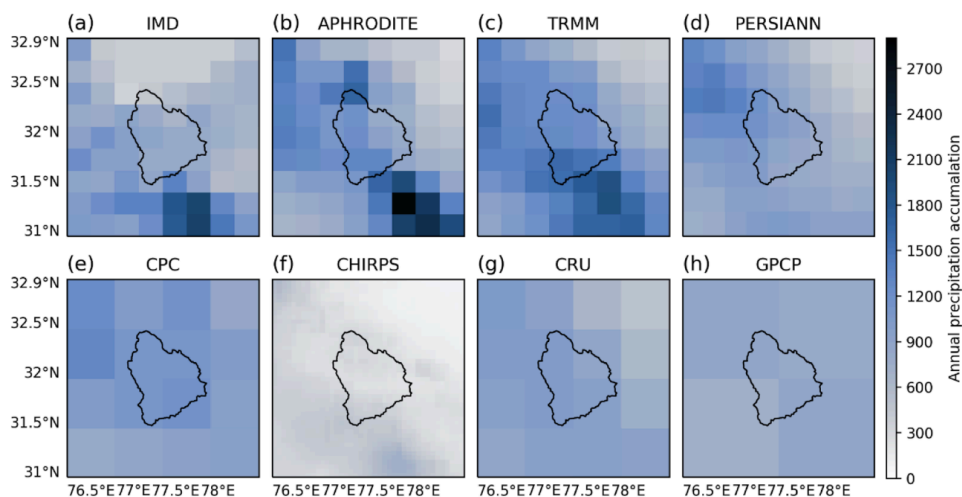 (a) IMD (b) APHRODITE (c) TRMM (d) PERSIANN
32.9°N
32.5°N
32°N
31.5°N
31°N
(e) CPC (f) CHIRPS (g) CRU (h) GPCP
32.9°N
32.5°N
32°N
31.5°N
31°N
76.5°E77°E77.5°E78°E 76.5°E77°E77.5°E78°E 76.5°E77°E77.5°E78°E 76.5°E77°E77.5°E78°E
2700
2400
2100
1800
1500
1200
900
600
300
0
Annual precipitation accumalation